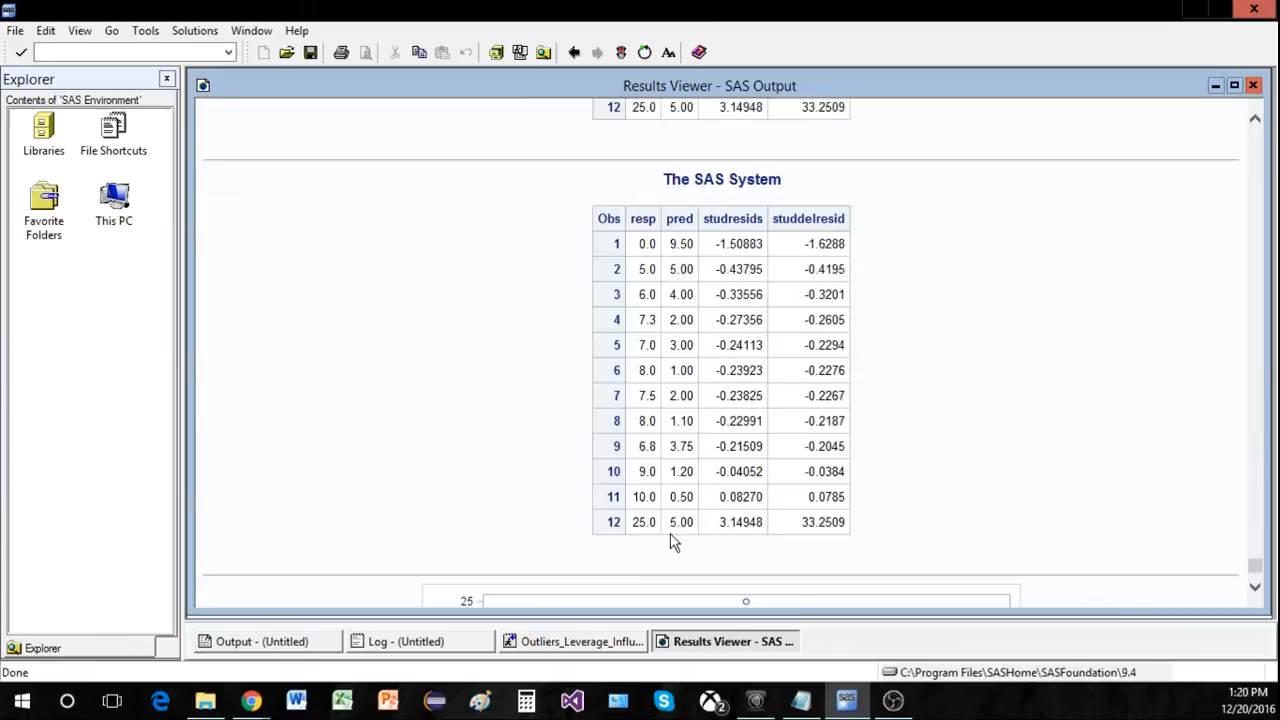 File Edit View Go Tools Solutions Window Help
Explorer
Contents of 'SAS Environment'
Libraries
File Shortcuts
Favorite Folders
This PC
Explorer
Results Viewer - SAS Output
12 25.0 5.00 3.14948 33.2509
The SAS System
Obs resp pred studresids studdelresid
1 0.0 9.50 -1.50883 -1.6288
2 5.0 5.00 -0.43795 -0.4195
3 6.0 4.00 -0.33556 -0.3201
4 7.3 2.00 -0.27356 -0.2605
5 7.0 3.00 -0.24113 -0.2294
6 8.0 1.00 -0.23923 -0.2276
7 7.5 2.00 -0.23825 -0.2267
8 8.0 1.10 -0.22991 -0.2187
9 6.8 3.75 -0.21509 -0.2045
10 9.0 1.20 -0.04052 -0.0384
11 10.0 0.50 0.08270 0.0785
12 25.0 5.00 3.14948 33.2509
25
Output - (Untitled) Log - (Untitled) Outliers_Leverage_Influ... Results Viewer - SAS ...
Done
C:\Program Files\SASHome\SASFoundation\9.4
1:20 PM
12/20/2016